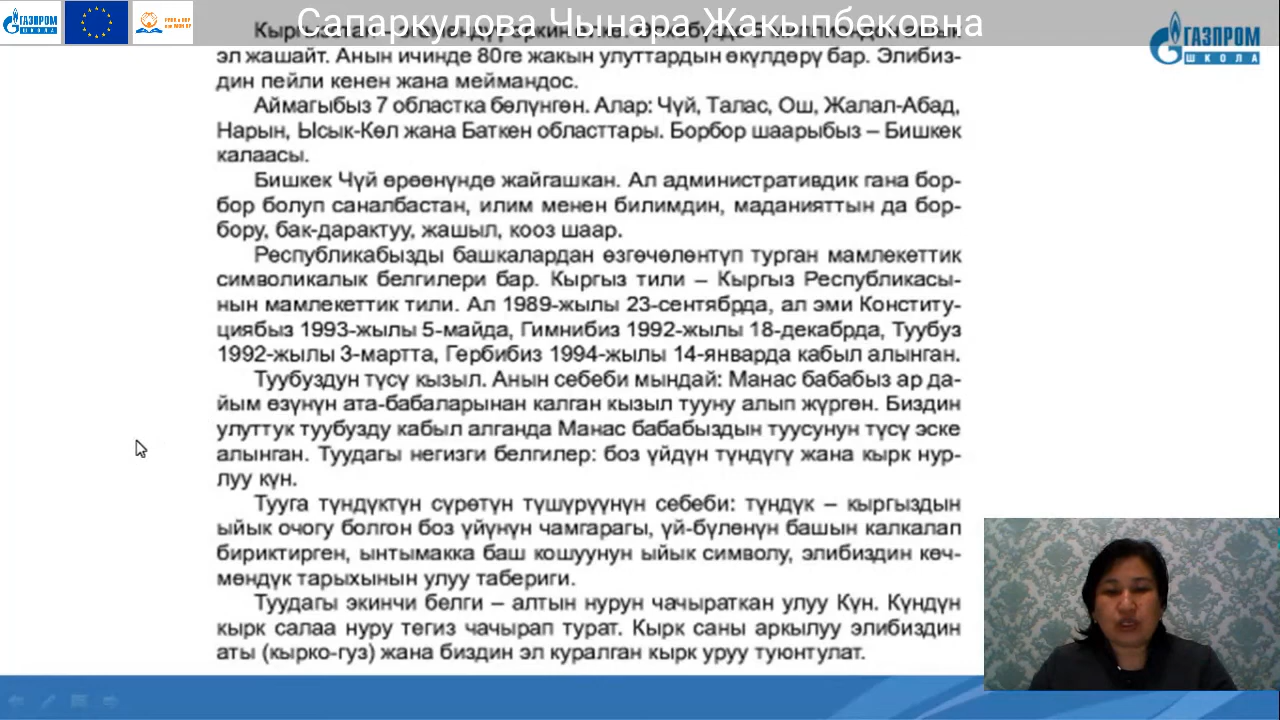 ГАЗПРОМ
ШКОЛА
Сапаркулова Чынара Жакыпбековна
ГАЗПРОМ
ШКОЛА
эл жашайт. Анын ичинде 80ге жакын улуттардын өкүлдөрү бар. Элибиз-
дин пейли кенен жана меймандос.
Аймагыбыз 7 областка бөлүнгөн. Алар: Чүй, Талас, Ош, Жалал-Абад,
Нарын, Ысык-Көл жана Баткен областтары. Борбор шаарыбыз – Бишкек
калаасы.
Бишкек Чүй өрөөнүндө жайгашкан. Ал административдик гана бор-
бор болуп саналбастан, илим менен билимдин, маданияттын да бор-
бору, бак-дарактуу, жашыл, кооз шаар.
Республикабызды башкалардан өзгөчөлөнтүп турган мамлекеттик
символикалык белгилери бар. Кыргыз тили – Кыргыз Республикасы-
нын мамлекеттик тили. Ал 1989-жылы 23-сентябрда, ал эми Конститу-
циябыз 1993-жылы 5-майда, Гимнибиз 1992-жылы 18-декабрда, Туубуз
1992-жылы 3-мартта, Гербибиз 1994-жылы 14-январда кабыл алынган.
Туубуздун түсү кызыл. Анын себеби мындай: Манас бабабыз ар да-
йым өзүнүн ата-бабаларынан калган кызыл тууну алып жүргөн. Биздин
улуттук туубузду кабыл алганда Манас бабабыздын туусунун түсү эске
алынган. Туудагы негизги белгилер: боз үйдүн түндүгү жана кырк нур-
луу күн.
Тууга түндүктүн сүрөтүн түшүрүүнүн себеби: түндүк – кыргыздын
ыйык очогу болгон боз үйүнүн чамгарагы, үй-бүлөнүн башын калкалап
бириктирген, ынтымакка баш кошуунун ыйык символу, элибиздин көч-
мөндүк тарыхынын улуу табериги.
Туудагы экинчи белги – алтын нурун чачыраткан улуу Күн. Күндүн
кырк салаа нуру тегиз чачырап турат. Кырк саны аркылуу элибиздин
аты (кырко-гуз) жана биздин эл куралган кырк уруу туюнтулат.